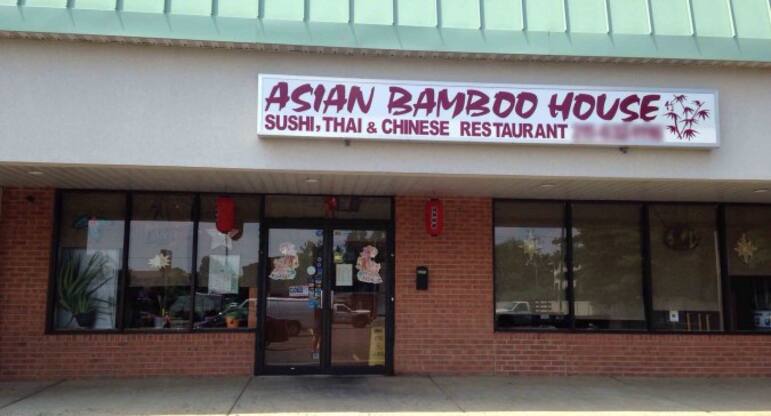 ASIAN BAMBOO HOUSE
SUSHI, THAI & CHINESE RESTAURANT